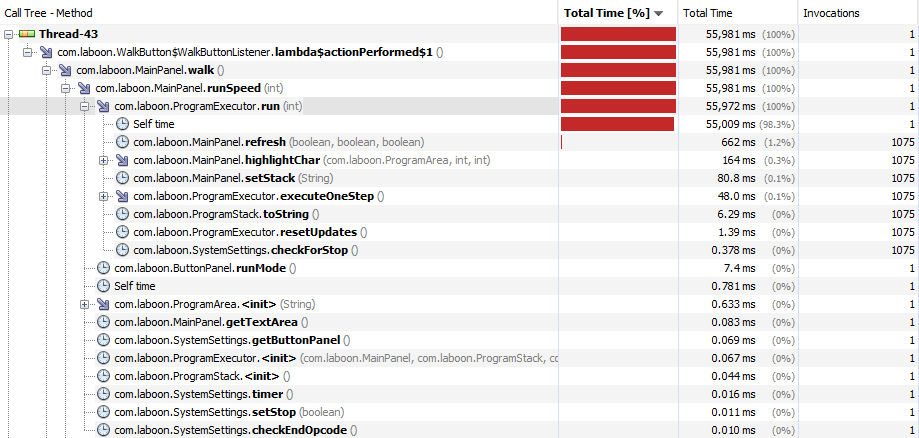 Call Tree - Method Total Time [%] Total Time Invocations
Thread-43 55,981 ms (100%) 1
com.laboon.WalkButton$WalkButtonListener.lambda$actionPerformed$1 () 55,981 ms (100%) 1
com.laboon.MainPanel.walk () 55,981 ms (100%) 1
com.laboon.MainPanel.runSpeed (int) 55,981 ms (100%) 1
com.laboon.ProgramExecutor.run (int) 55,972 ms (100%) 1
Self time 55,009 ms (98.3%) 1
com.laboon.MainPanel.refresh (boolean, boolean, boolean) 662 ms (1.2%) 1075
com.laboon.MainPanel.highlightChar (com.laboon.ProgramArea, int, int) 164 ms (0.3%) 1075
com.laboon.MainPanel.setStack (String) 80.8 ms (0.1%) 1075
com.laboon.ProgramExecutor.executeOneStep () 48.0 ms (0.1%) 1075
com.laboon.ProgramStack.toString () 6.29 ms (0%) 1075
com.laboon.ProgramExecutor.resetUpdates () 1.39 ms (0%) 1075
com.laboon.SystemSettings.checkForStop () 0.378 ms (0%) 1075
com.laboon.ButtonPanel.runMode () 7.4 ms (0%) 1
Self time 0.781 ms (0%) 1
com.laboon.ProgramArea.<init> (String) 0.633 ms (0%) 1
com.laboon.MainPanel.getTextArea () 0.083 ms (0%) 1
com.laboon.SystemSettings.getButtonPanel () 0.069 ms (0%) 1
com.laboon.ProgramExecutor.<init> (com.laboon.MainPanel, com.laboon.ProgramStack, co 0.067 ms (0%) 1
com.laboon.ProgramStack.<init> () 0.044 ms (0%) 1
com.laboon.SystemSettings.timer () 0.016 ms (0%) 1
com.laboon.SystemSettings.setStop (boolean) 0.011 ms (0%) 1
com.laboon.SystemSettings.checkEndOpcode () 0.010 ms (0%) 1